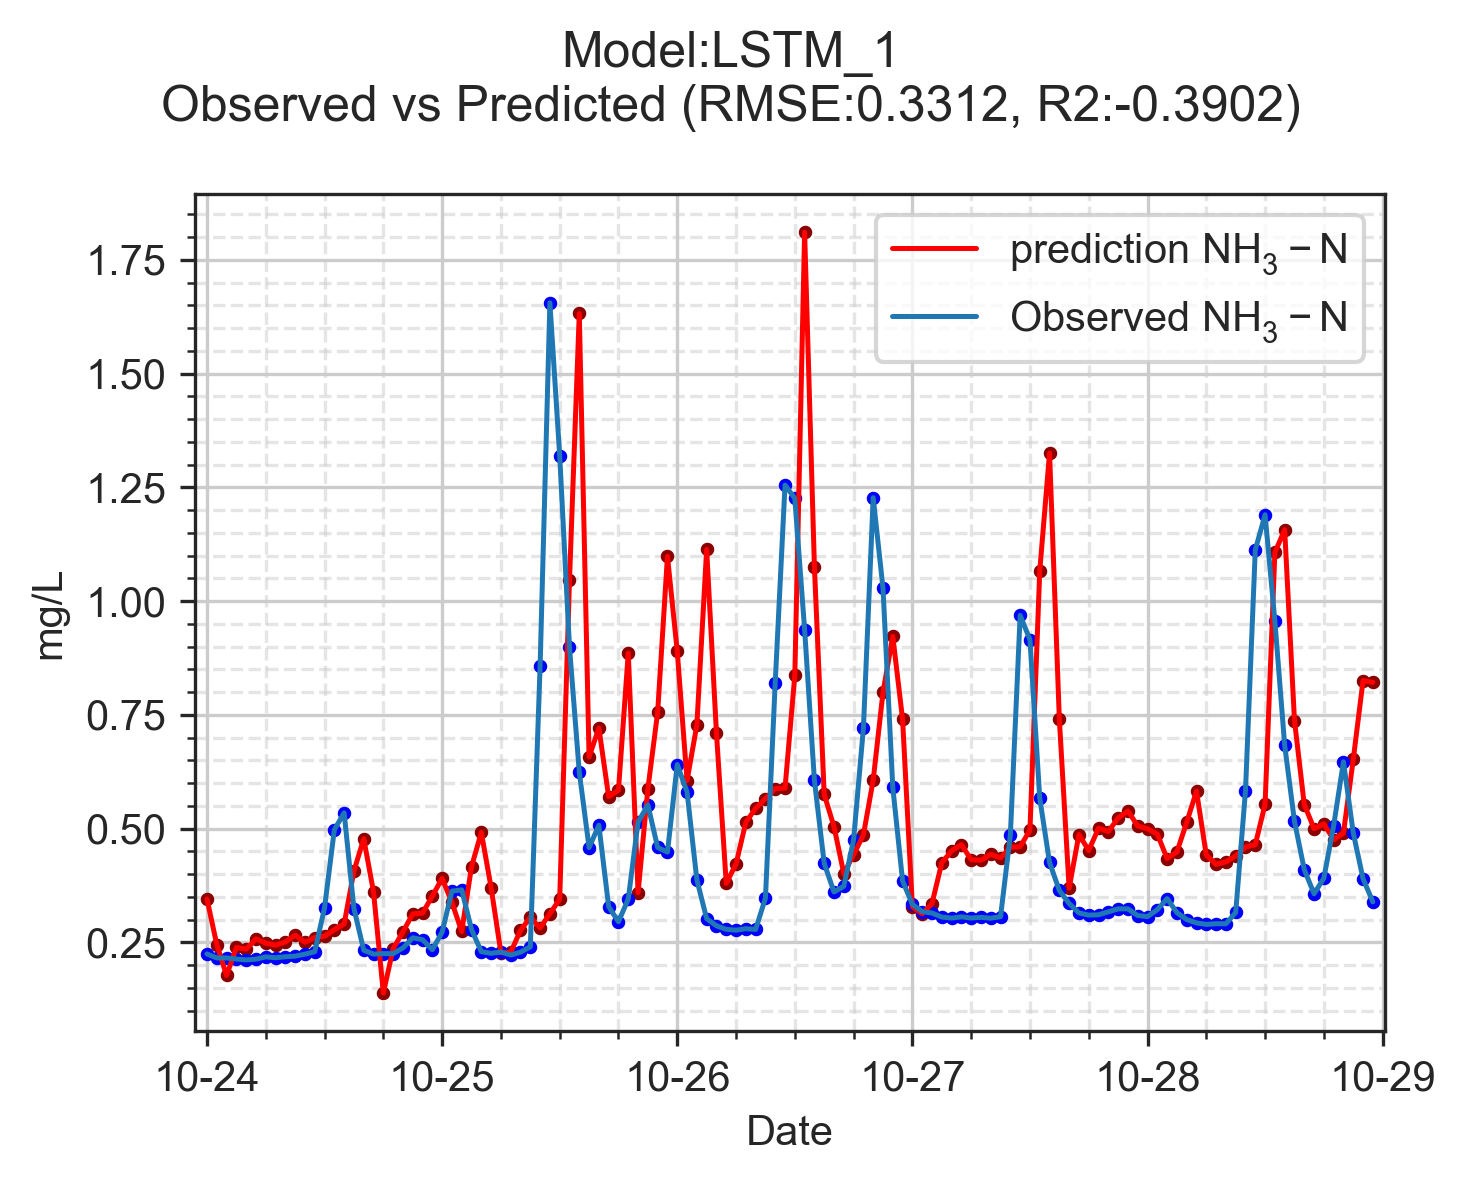 Model:LSTM_1
Observed vs Predicted (RMSE:0.3312, R2:-0.3902)
prediction NH₃ − N
Observed NH₃ − N
1.75
1.50
1.25
1.00
0.75
0.50
0.25
mg/L
10-24 10-25 10-26 10-27 10-28 10-29
Date